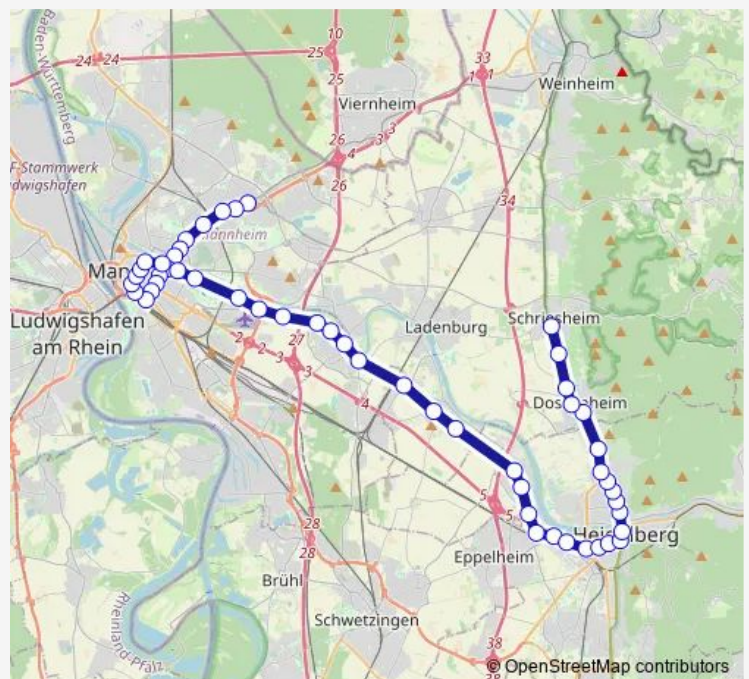 10
33
24
24
25
1
1
Weinheim
25
Viernheim
Baden-Württemberg
26
4
3
3
F-Stammwerk
dwigshafen
26
34
Mannheim
Man
Ludwigshafen
am Rhein
Ladenburg
Schriesheim
27
2
2
3
3
4
5
Dossenheim
5
5
28
28
Heidelberg
Eppelheim
Brühl
Schwetzingen
Rheinland-Pfalz
38
38
© OpenStreetMap contributors